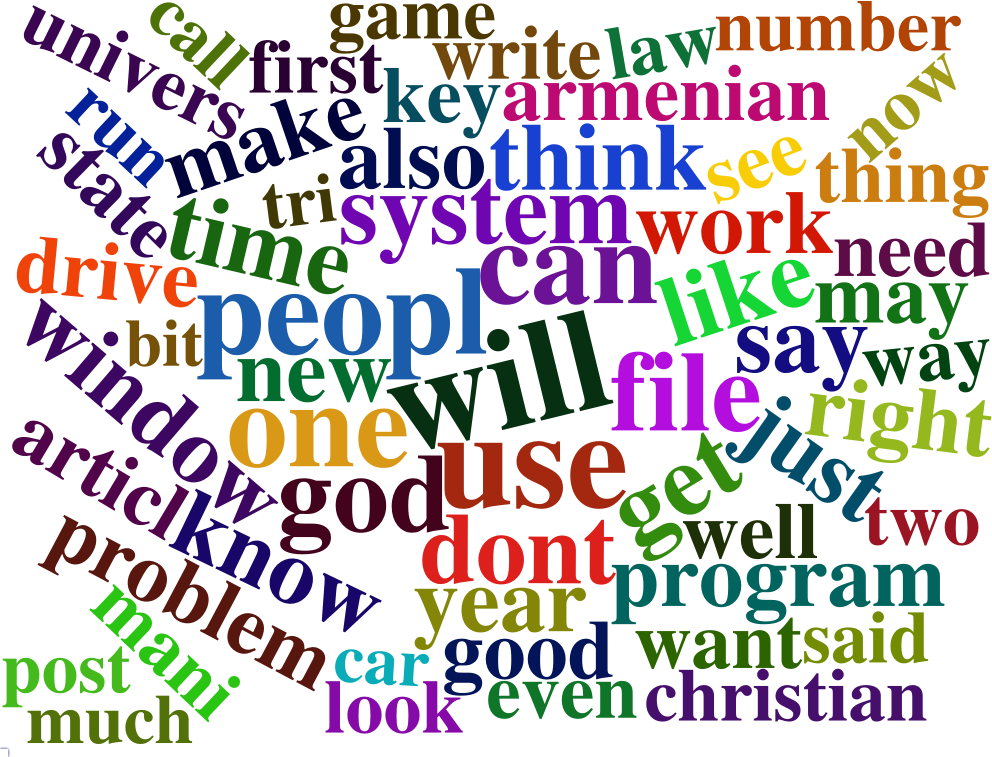 game
call
univers
first
write
law
number
key
armenian
now
run
make
also
think
see
thing
state
tri
system
work
time
can
need
drive
like
may
peopl
bit
will
say
way
window
new
file
one
just
right
articl
use
get
god
know
dont
well
two
problem
program
year
mani
want
said
good
car
post
even
christian
look
much